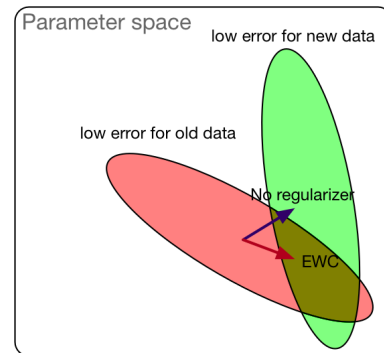 Parameter space
low error for new data
low error for old data
No regularizer
EWC